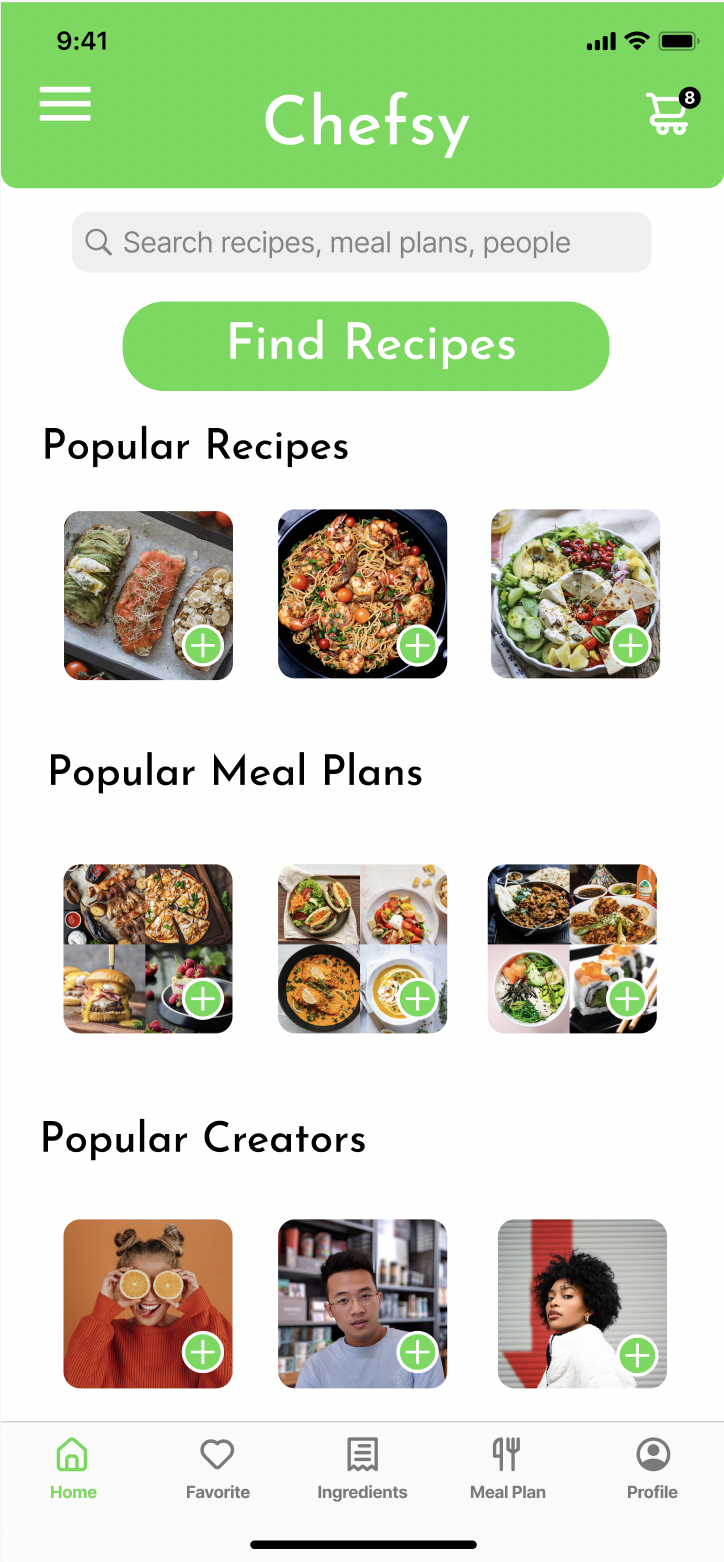 9:41
8
Chefsy
Search recipes, meal plans, people
Find Recipes
Popular Recipes
Popular Meal Plans
Popular Creators
Home Favorite Ingredients Meal Plan Profile